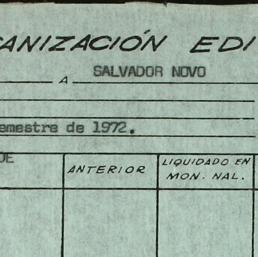 ANIZACIÓN EDI
A SALVADOR NOVO
emestre de 1972.
DE
ANTERIOR
LIQUIDADO EN
MON. NAL.